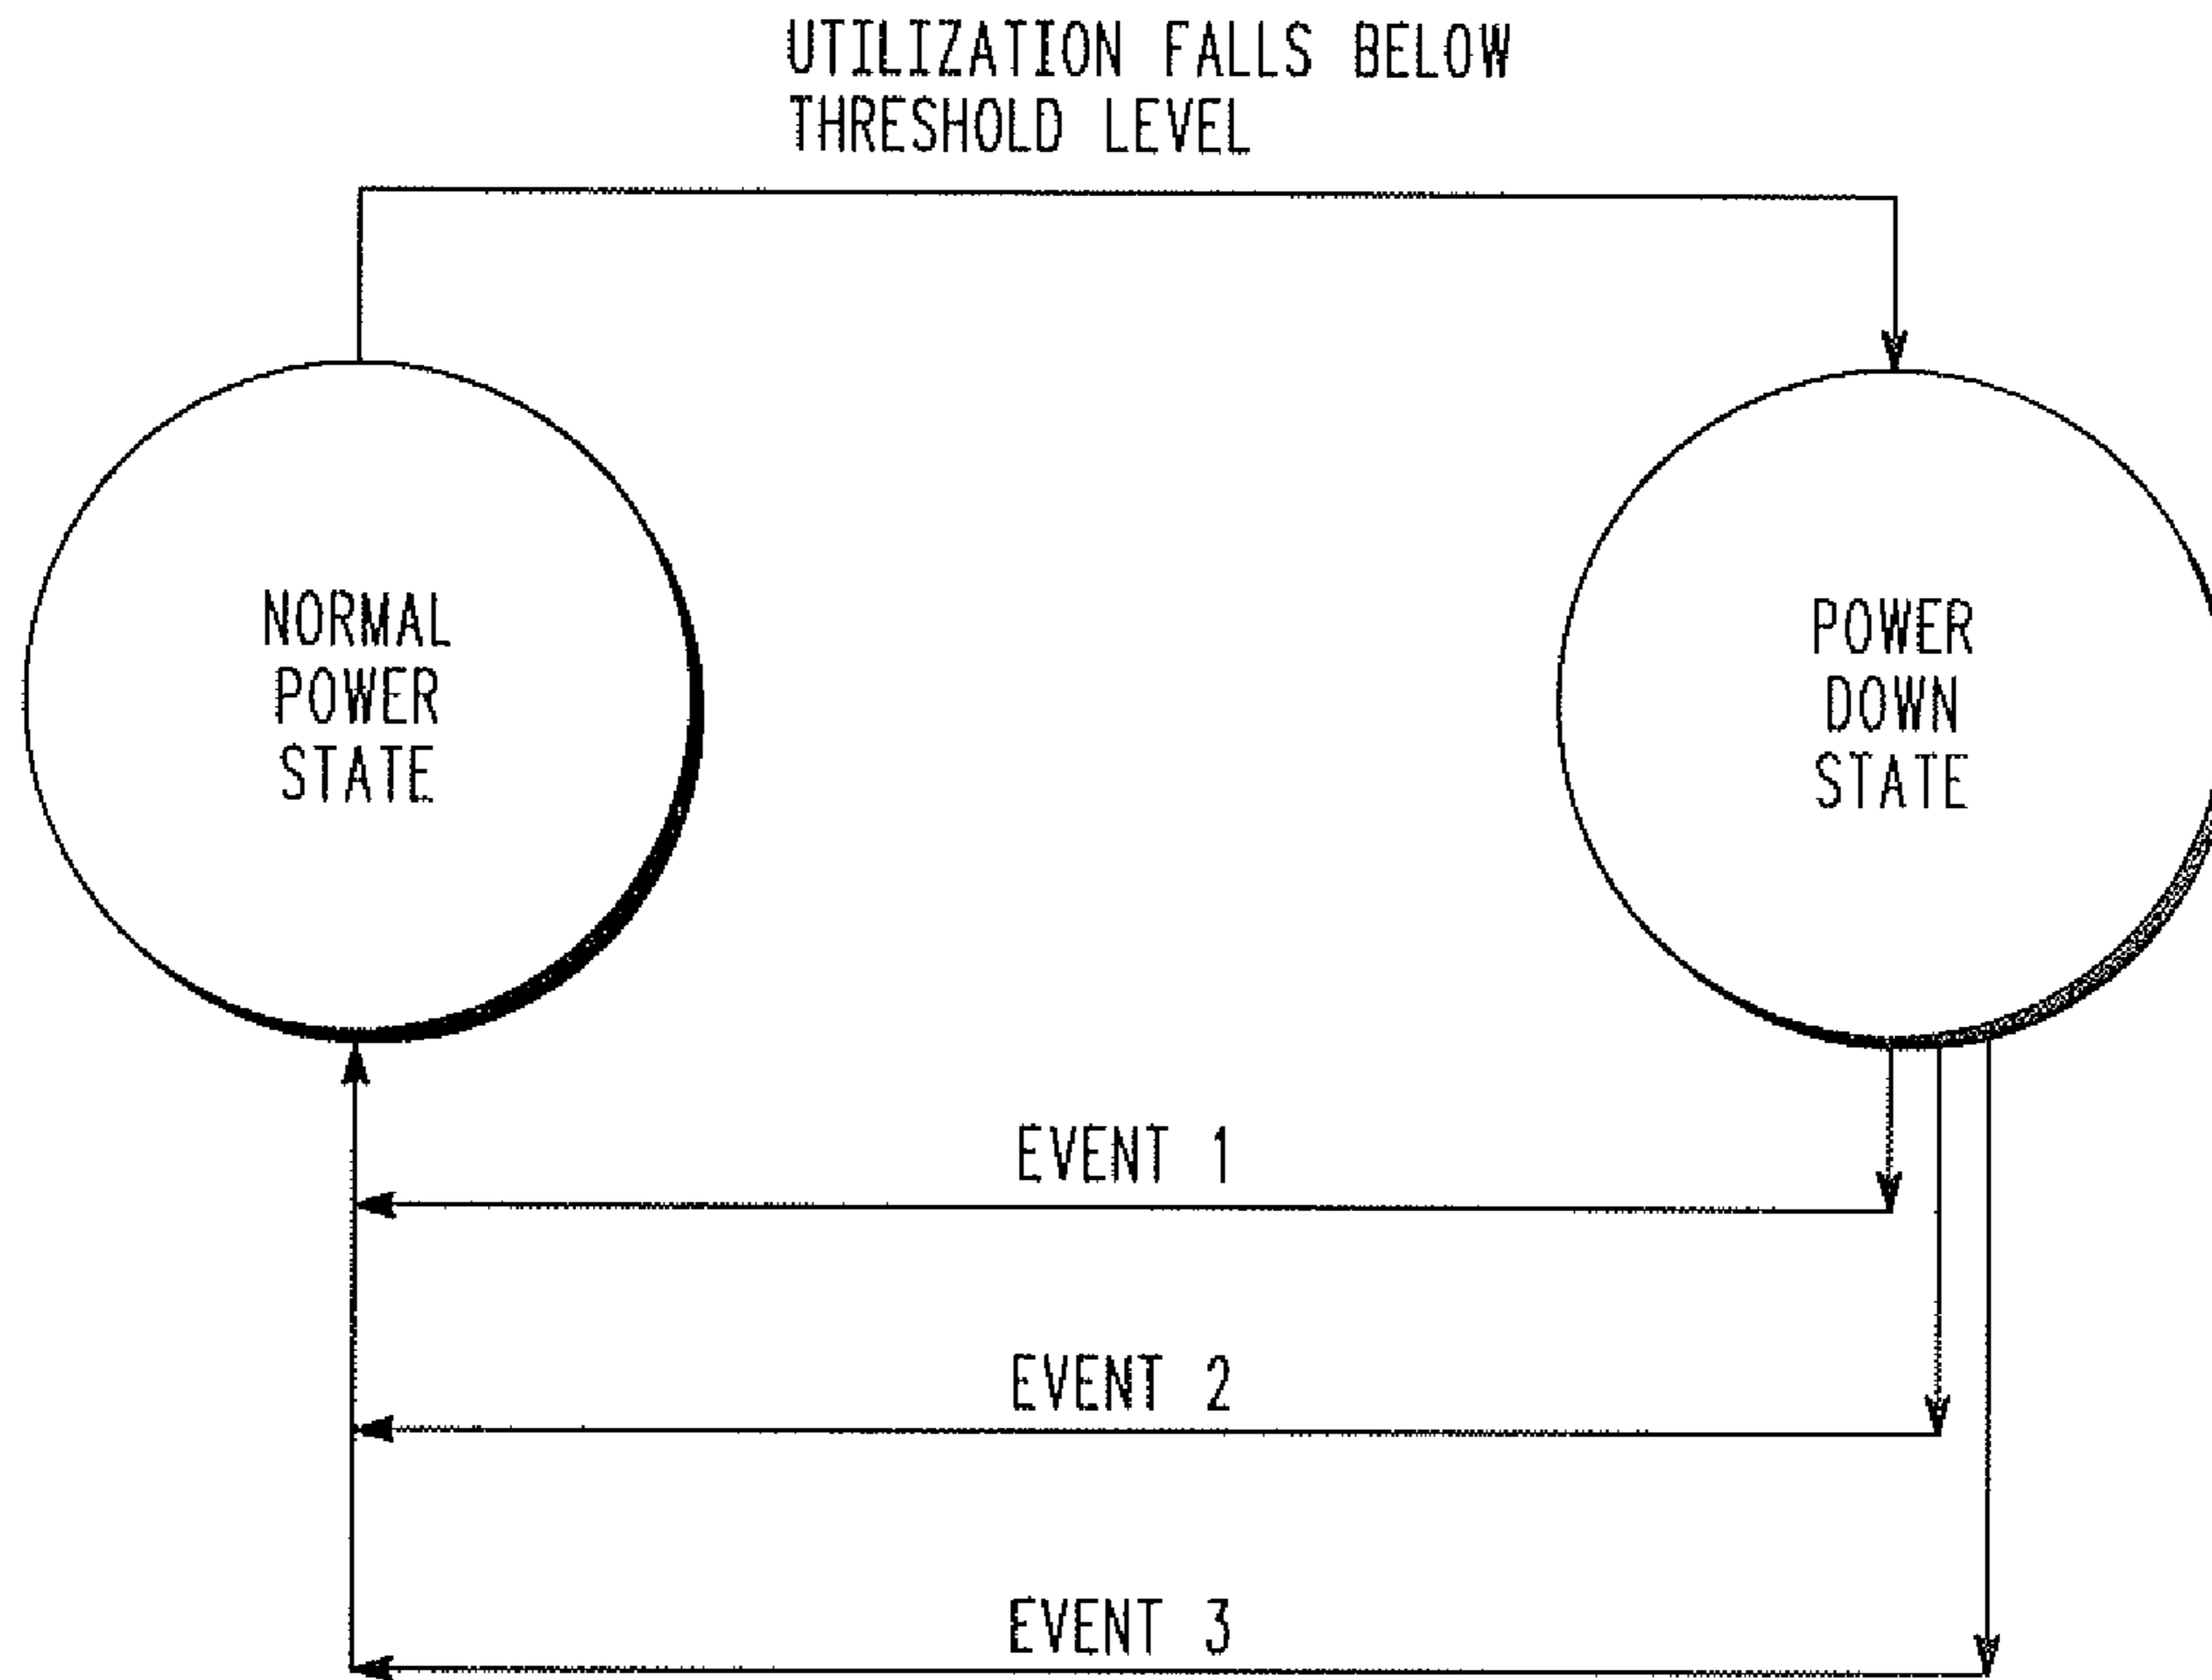 UTILIZATION FALLS BELOW
THRESHOLD LEVEL
NORMAL
POWER
STATE
POWER
DOWN
STATE
EVENT 1
EVENT 2
EVENT 3